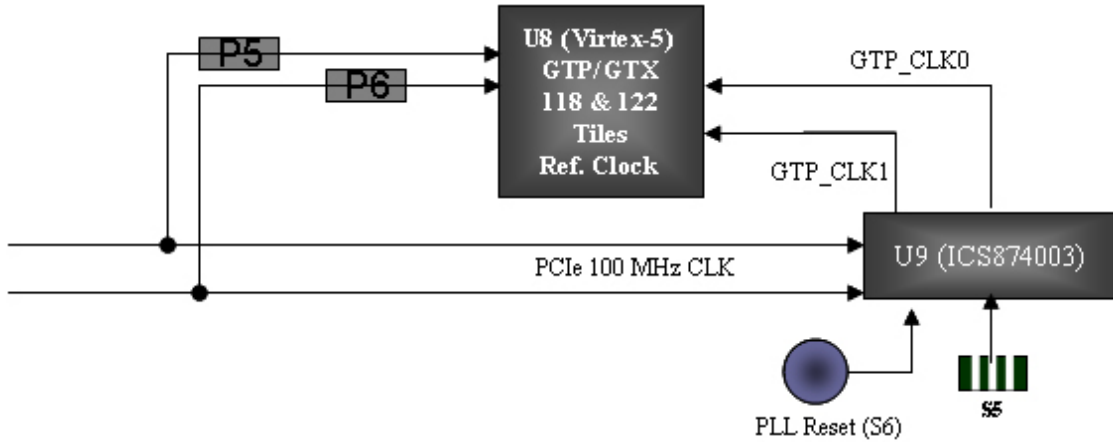 P5
P6
U8 (Virtex-5)
GTP/GTX
118 & 122
Tiles
Ref. Clock
GTP_CLK0
GTP_CLK1
PCIe 100 MHz CLK
U9 (ICS874003)
PLL Reset (S6)
S5